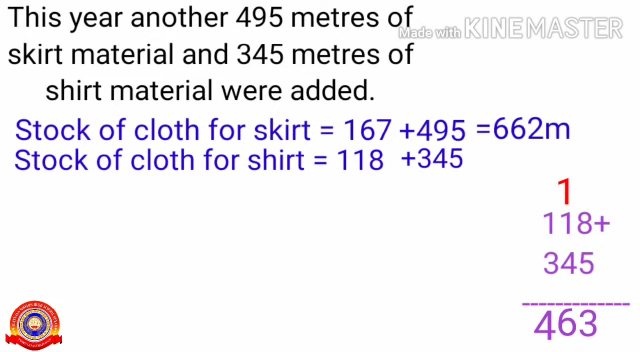 This year another 495 metres of
Made with KINEMASTER
skirt material and 345 metres of
shirt material were added.
Stock of cloth for skirt = 167 +495 =662m
Stock of cloth for shirt = 118 +345
1
118+
345
-------------
463